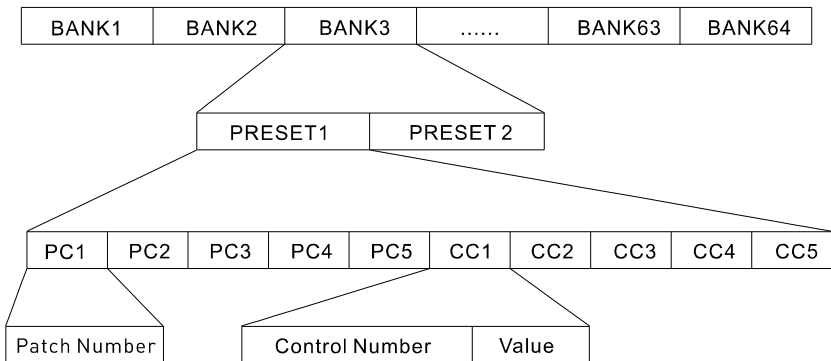 BANK1 BANK2 BANK3 ...... BANK63 BANK64
PRESET1 PRESET 2
PC1 PC2 PC3 PC4 PC5 CC1 CC2 CC3 CC4 CC5
Patch Number Control Number Value